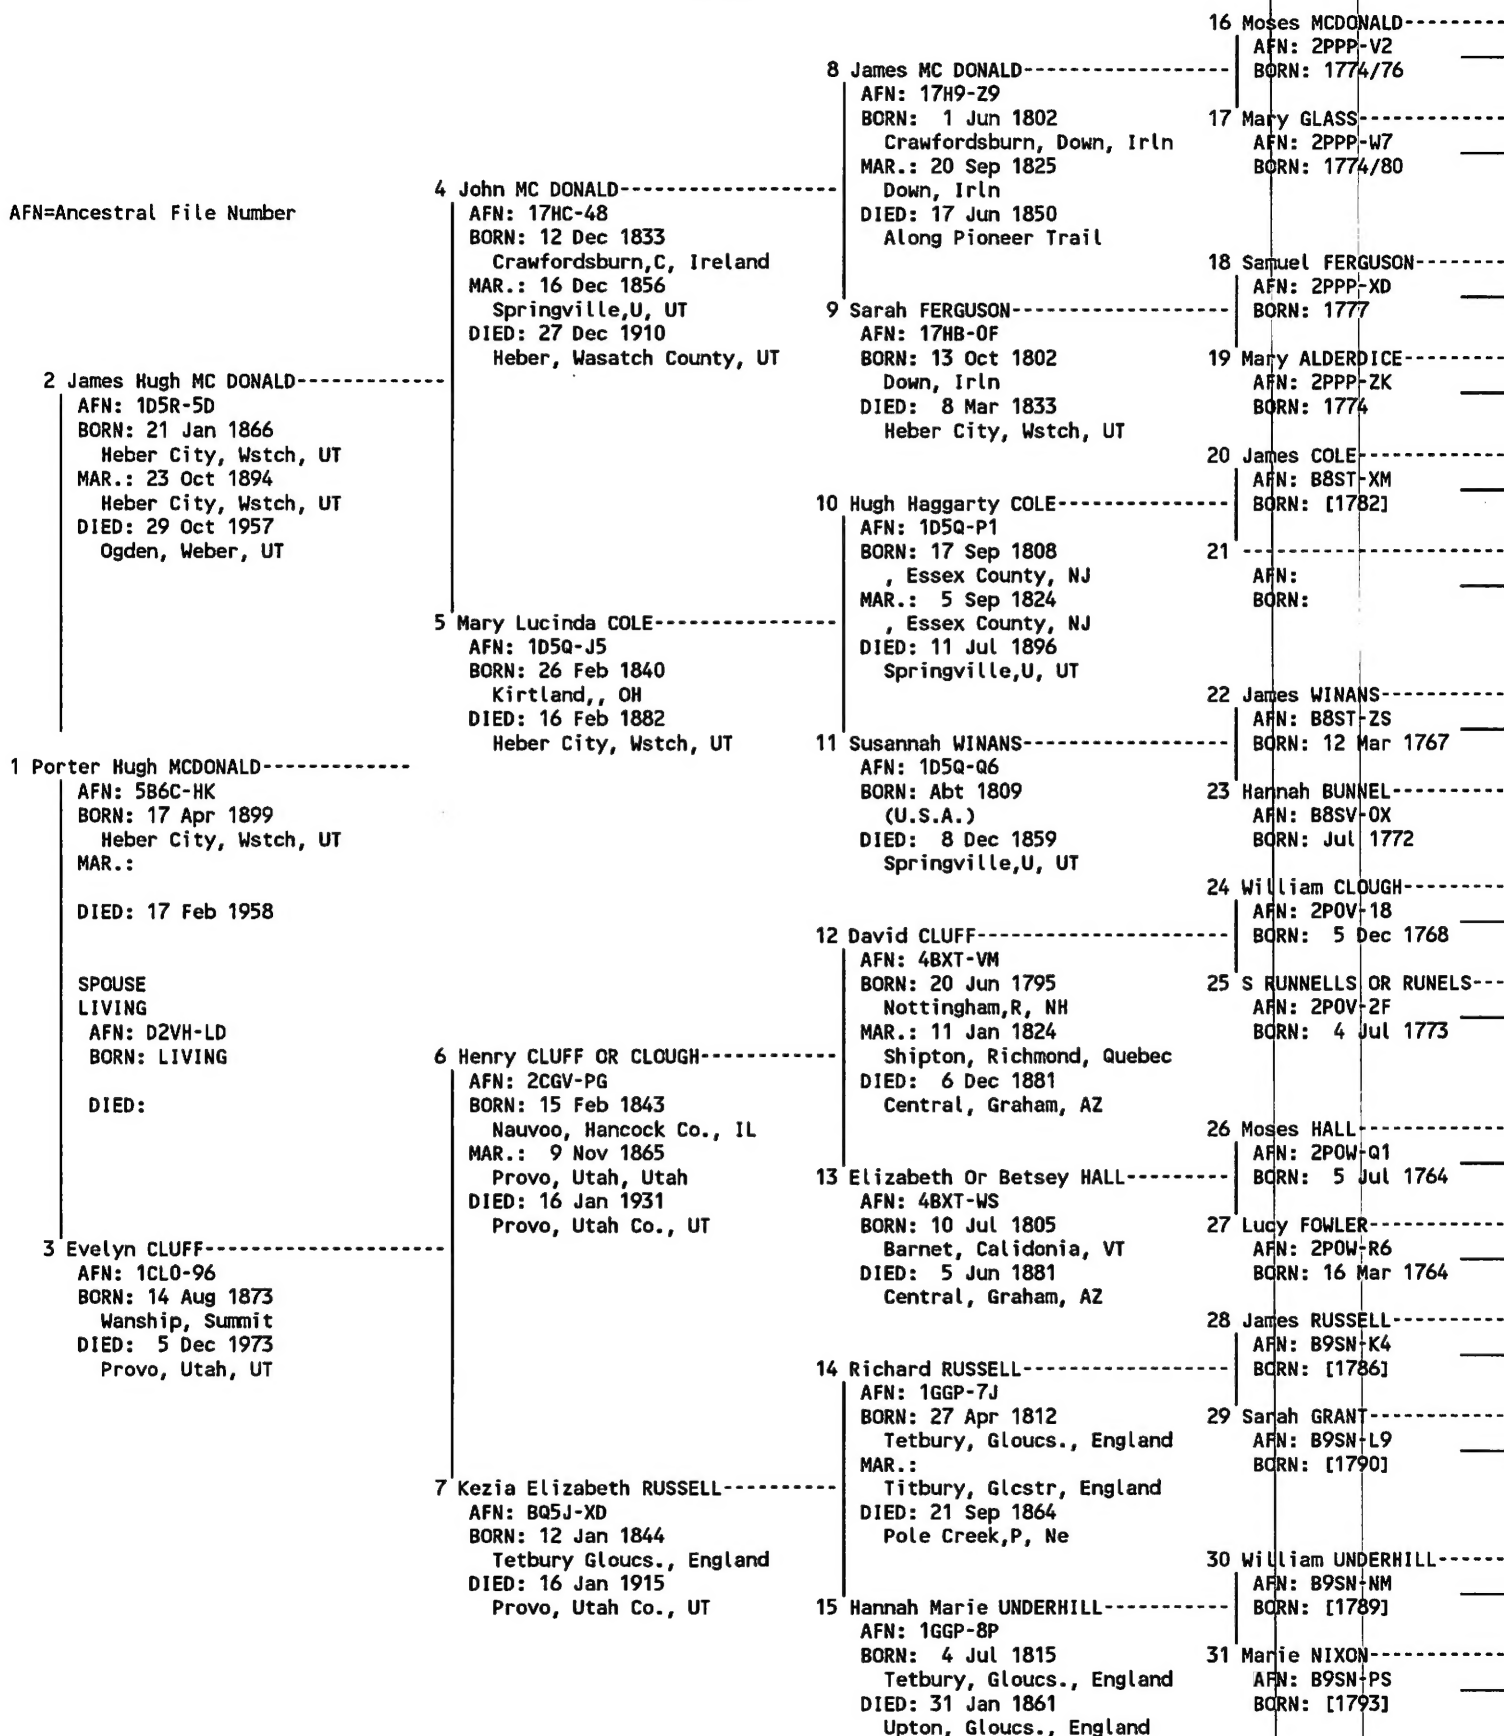 AFN=Ancestral File Number
1 Porter Hugh MCDONALD
AFN: 5B6C-HK
BORN: 17 Apr 1899
Heber City, Wstch, UT
MAR.:
DIED: 17 Feb 1958
SPOUSE
LIVING
AFN: D2VH-LD
BORN: LIVING
DIED:
2 James Hugh MC DONALD
AFN: 1D5R-5D
BORN: 21 Jan 1866
Heber City, Wstch, UT
MAR.: 23 Oct 1894
Heber City, Wstch, UT
DIED: 29 Oct 1957
Ogden, Weber, UT
3 Evelyn CLUFF
AFN: 1CL0-96
BORN: 14 Aug 1873
Wanship, Summit
DIED: 5 Dec 1973
Provo, Utah, UT
4 John MC DONALD
AFN: 17HC-48
BORN: 12 Dec 1833
Crawfordsburn,C, Ireland
MAR.: 16 Dec 1856
Springville,U, UT
DIED: 27 Dec 1910
Heber, Wasatch County, UT
5 Mary Lucinda COLE
AFN: 1D5Q-J5
BORN: 26 Feb 1840
Kirtland,, OH
DIED: 16 Feb 1882
Heber City, Wstch, UT
6 Henry CLUFF OR CLOUGH
AFN: 2CGV-PG
BORN: 15 Feb 1843
Nauvoo, Hancock Co., IL
MAR.: 9 Nov 1865
Provo, Utah, Utah
DIED: 16 Jan 1931
Provo, Utah Co., UT
7 Kezia Elizabeth RUSSELL
AFN: BQ5J-XD
BORN: 12 Jan 1844
Tetbury Gloucs., England
DIED: 16 Jan 1915
Provo, Utah Co., UT
8 James MC DONALD
AFN: 17H9-Z9
BORN: 1 Jun 1802
Crawfordsburn, Down, Irln
MAR.: 20 Sep 1825
Down, Irln
DIED: 17 Jun 1850
Along Pioneer Trail
9 Sarah FERGUSON
AFN: 17HB-0F
BORN: 13 Oct 1802
Down, Irln
DIED: 8 Mar 1833
Heber City, Wstch, UT
10 Hugh Haggarty COLE
AFN: 1D5Q-P1
BORN: 17 Sep 1808
, Essex County, NJ
MAR.: 5 Sep 1824
, Essex County, NJ
DIED: 11 Jul 1896
Springville,U, UT
11 Susannah WINANS
AFN: 1D5Q-Q6
BORN: Abt 1809
(U.S.A.)
DIED: 8 Dec 1859
Springville,U, UT
12 David CLUFF
AFN: 4BXT-VM
BORN: 20 Jun 1795
Nottingham,R, NH
MAR.: 11 Jan 1824
Shipton, Richmond, Quebec
DIED: 6 Dec 1881
Central, Graham, AZ
13 Elizabeth Or Betsey HALL
AFN: 4BXT-WS
BORN: 10 Jul 1805
Barnet, Calidonia, VT
DIED: 5 Jun 1881
Central, Graham, AZ
14 Richard RUSSELL
AFN: 1GGP-7J
BORN: 27 Apr 1812
Tetbury, Gloucs., England
MAR.:
Titbury, Glcstr, England
DIED: 21 Sep 1864
Pole Creek,P, Ne
15 Hannah Marie UNDERHILL
AFN: 1GGP-8P
BORN: 4 Jul 1815
Tetbury, Gloucs., England
DIED: 31 Jan 1861
Upton, Gloucs., England
16 Moses MCDONALD
AFN: 2PPP-V2
BORN: 1774/76
17 Mary GLASS
AFN: 2PPP-W7
BORN: 1774/80
18 Samuel FERGUSON
AFN: 2PPP-XD
BORN: 1777
19 Mary ALDERDICE
AFN: 2PPP-ZK
BORN: 1774
20 James COLE
AFN: B8ST-XM
BORN: [1782]
21
AFN:
BORN:
22 James WINANS
AFN: B8ST-ZS
BORN: 12 Mar 1767
23 Hannah BUNNEL
AFN: B8SV-0X
BORN: Jul 1772
24 William CLOUGH
AFN: 2P0V-18
BORN: 5 Dec 1768
25 S RUNNELLS OR RUNELS
AFN: 2P0V-2F
BORN: 4 Jul 1773
26 Moses HALL
AFN: 2P0W-Q1
BORN: 5 Jul 1764
27 Lucy FOWLER
AFN: 2P0W-R6
BORN: 16 Mar 1764
28 James RUSSELL
AFN: B9SN-K4
BORN: [1786]
29 Sarah GRANT
AFN: B9SN-L9
BORN: [1790]
30 William UNDERHILL
AFN: B9SN-NM
BORN: [1789]
31 Marie NIXON
AFN: B9SN-PS
BORN: [1793]